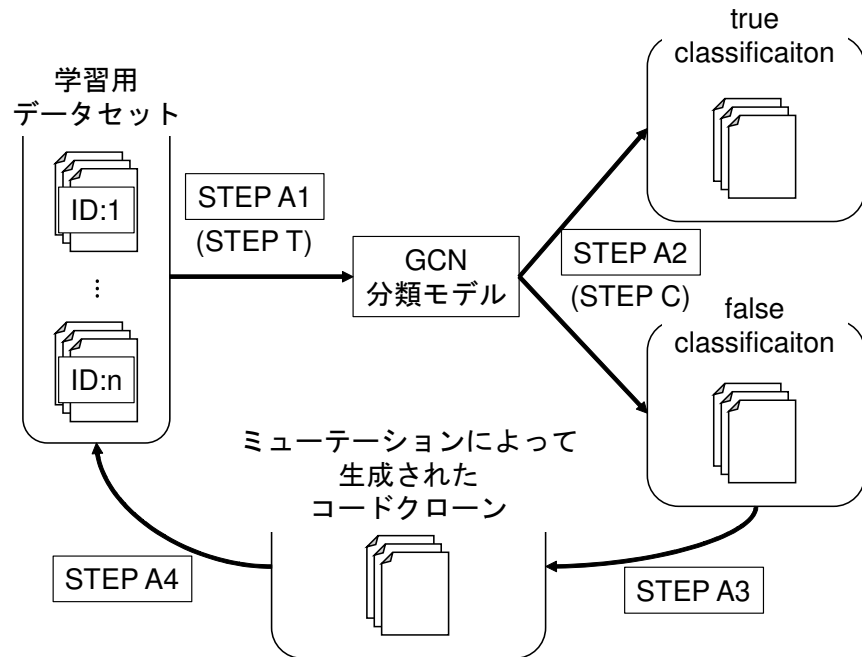 学習用
データセット
ID:1
⋮
ID:n
STEP A1
(STEP T)
GCN
分類モデル
true
classificaiton
STEP A2
(STEP C)
false
classificaiton
ミューテーションによって
生成された
コードクローン
STEP A3
STEP A4